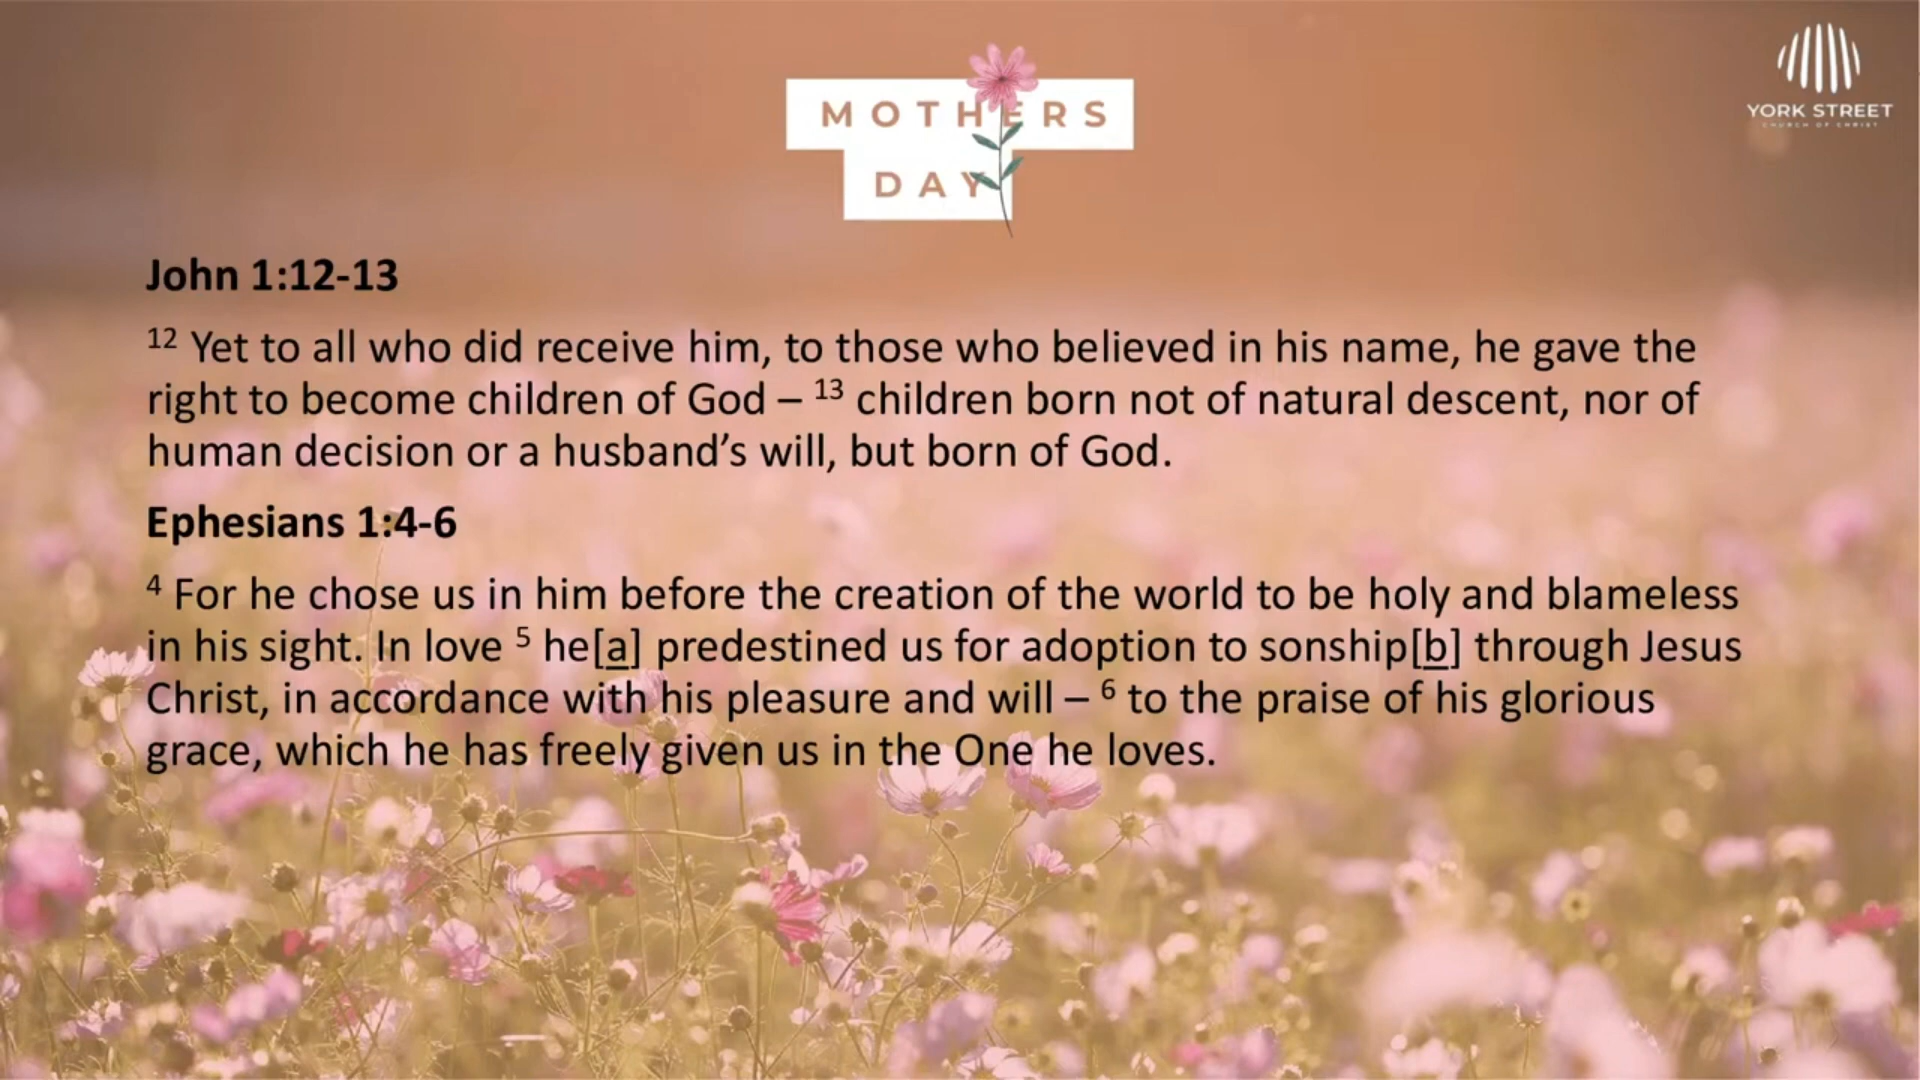 MOTHERS
DAY
YORK STREET
CHURCH OF CHRIST
John 1:12-13
12 Yet to all who did receive him, to those who believed in his name, he gave the
right to become children of God – 13 children born not of natural descent, nor of
human decision or a husband’s will, but born of God.
Ephesians 1:4-6
4 For he chose us in him before the creation of the world to be holy and blameless
in his sight. In love 5 he[a] predestined us for adoption to sonship[b] through Jesus
Christ, in accordance with his pleasure and will – 6 to the praise of his glorious
grace, which he has freely given us in the One he loves.